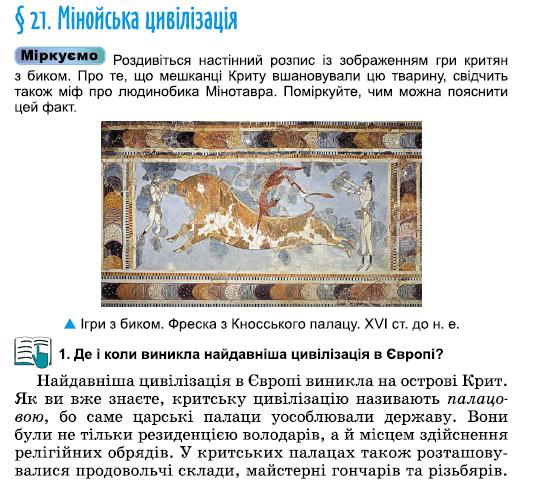 § 21. Мінойська цивілізація
Міркуємо Роздивіться настінний розпис із зображенням гри критян
з биком. Про те, що мешканці Криту вшановували цю тварину, свідчить
також міф про людинобика Мінотавра. Поміркуйте, чим можна пояснити
цей факт.
▲ Ігри з биком. Фреска з Кносського палацу. XVI ст. до н. е.
1. Де і коли виникла найдавніша цивілізація в Європі?
Найдавніша цивілізація в Європі виникла на острові Крит.
Як ви вже знаєте, критську цивілізацію називають палацо-
вою, бо саме царські палаци уособлювали державу. Вони
були не тільки резиденцією володарів, а й місцем здійснення
релігійних обрядів. У критських палацах також розташову-
валися продовольчі склади, майстерні гончарів та різьбярів.